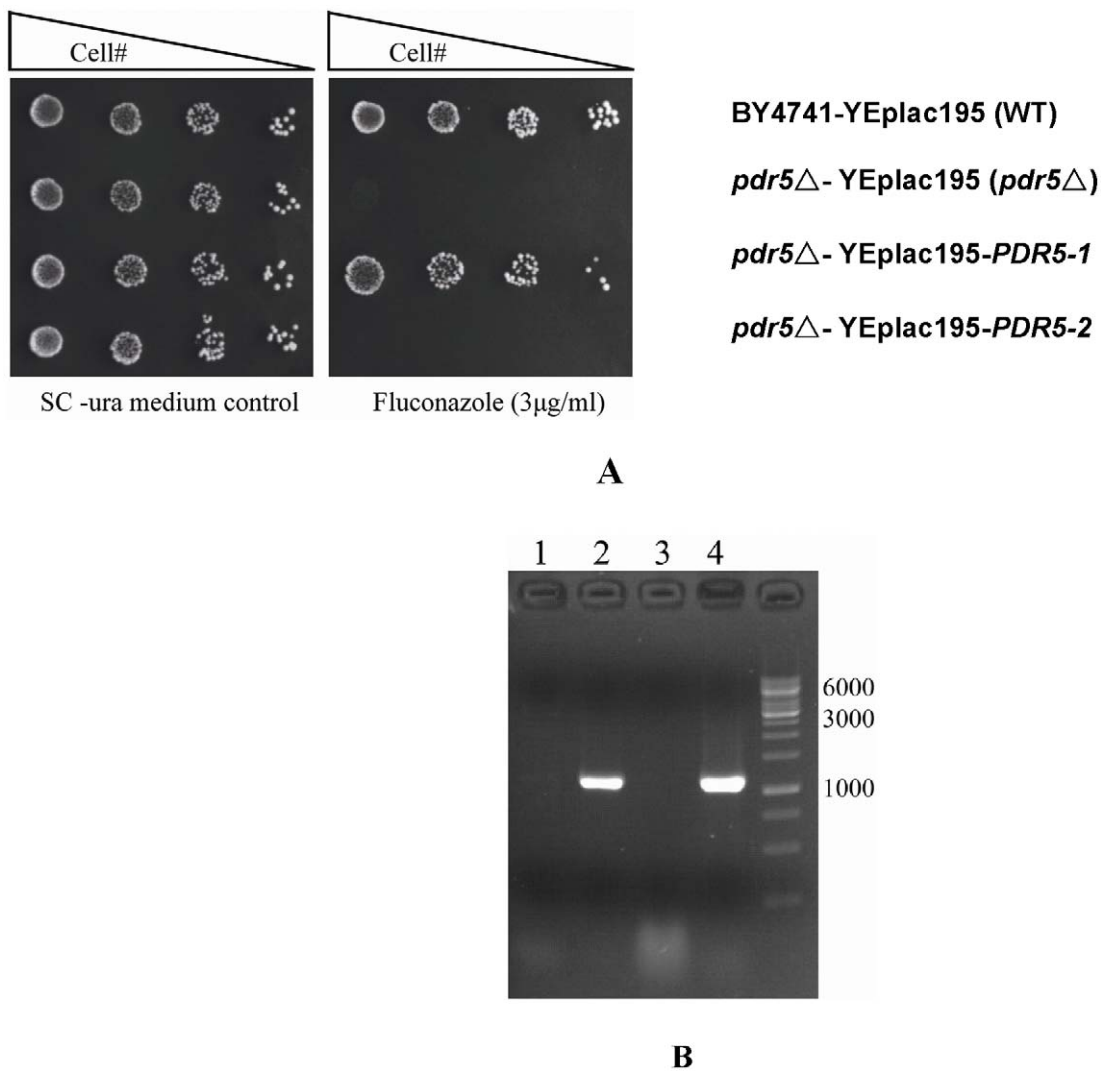 Cell#
Cell#
BY4741-YEplac195 (WT)
pdr5△- YEplac195 (pdr5△)
pdr5△- YEplac195-PDR5-1
pdr5△- YEplac195-PDR5-2
SC -ura medium control
Fluconazole (3μg/ml)
A
1 2 3 4
6000
3000
1000
B